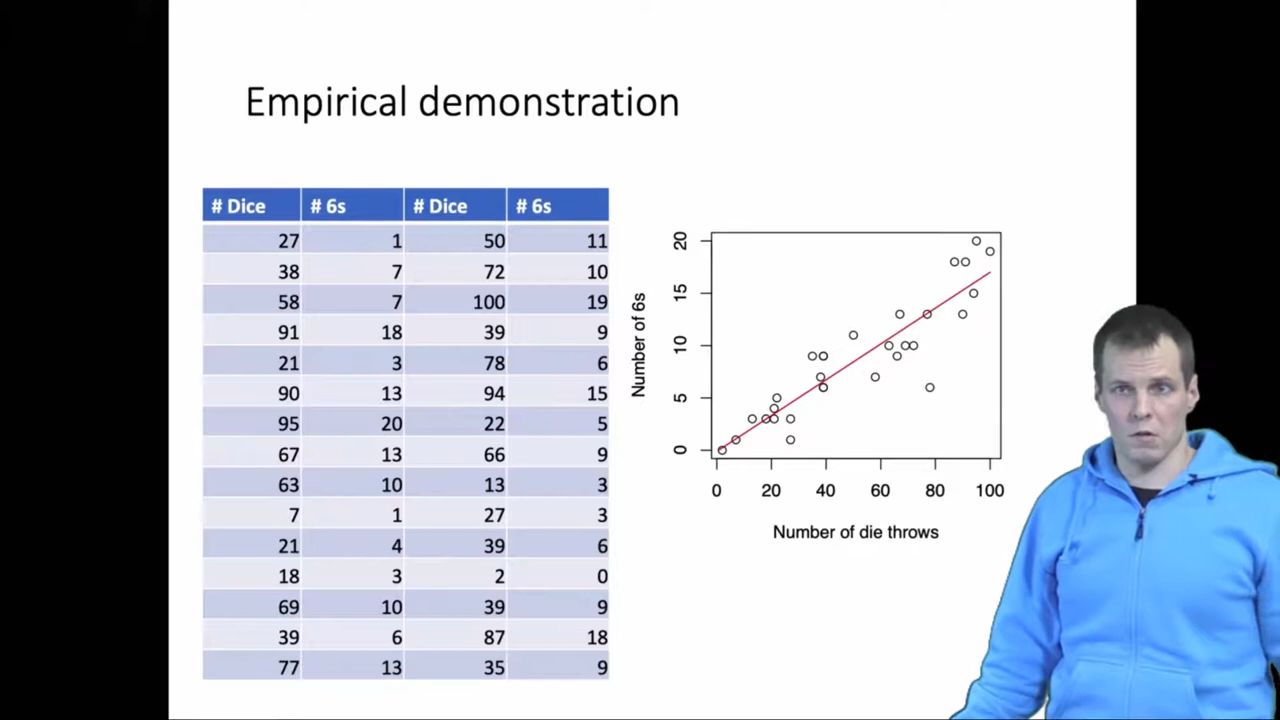 Empirical demonstration
# Dice # 6s # Dice # 6s
27 1 50 11
38 7 72 10
58 7 100 19
91 18 39 9
21 3 78 6
90 13 94 15
95 20 22 5
67 13 66 9
63 10 13 3
7 1 27 3
21 4 39 6
18 3 2 0
69 10 39 9
39 6 87 18
77 13 35 9
Number of 6s
20
15
10
5
0
0 20 40 60 80 100
Number of die throws